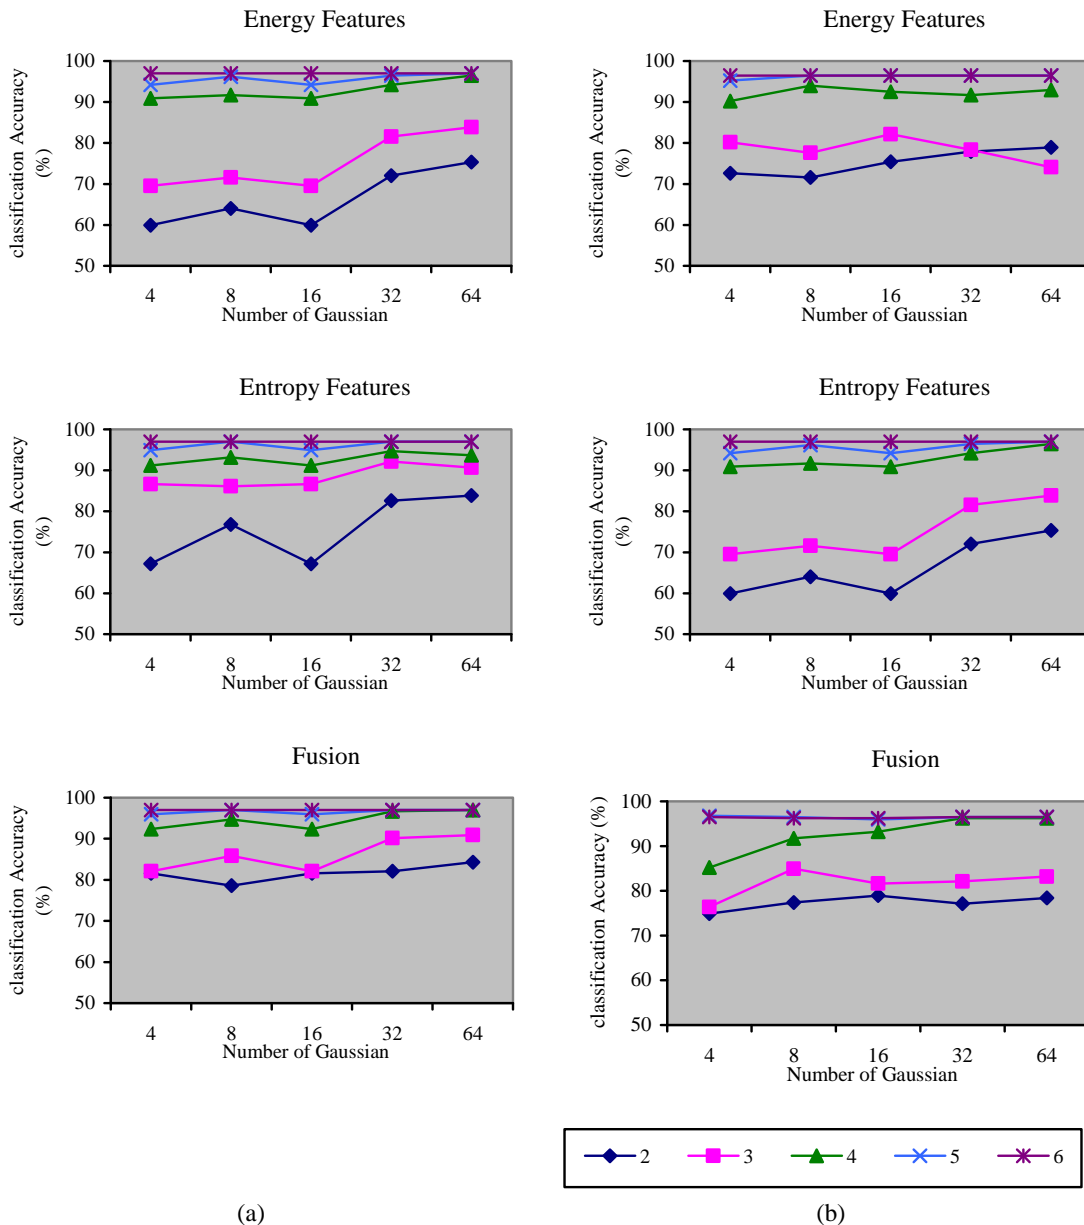 Energy Features
classification Accuracy
(%)
100
90
80
70
60
50
4 8 16 32 64
Number of Gaussian
Energy Features
classification Accuracy
(%)
100
90
80
70
60
50
4 8 16 32 64
Number of Gaussian
Entropy Features
classification Accuracy
(%)
100
90
80
70
60
50
4 8 16 32 64
Number of Gaussian
Entropy Features
classification Accuracy
(%)
100
90
80
70
60
50
4 8 16 32 64
Number of Gaussian
Fusion
classification Accuracy
(%)
100
90
80
70
60
50
4 8 16 32 64
Number of Gaussian
Fusion
classification Accuracy (%)
100
90
80
70
60
50
4 8 16 32 64
Number of Gaussian
2 3 4 5 6
(a) (b)